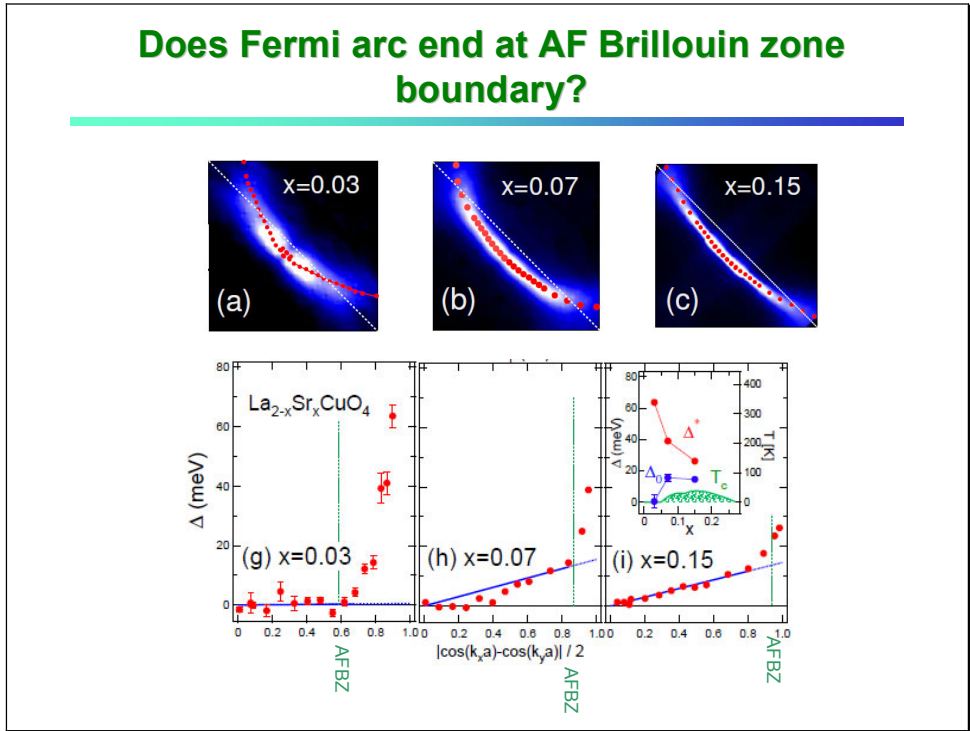 Does Fermi arc end at AF Brillouin zone
boundary?
x=0.03
x=0.07
x=0.15
(a)
(b)
(c)
80
60
40
20
0
Δ (meV)
La₂₋ₓSrₓCuO₄
(g) x=0.03
(h) x=0.07
(i) x=0.15
80
60
40
20
0
Δ (meV)
400
300
200
100
0
T [K]
Δ*
Δ₀
T꜀
0
0.1
0.2
x
0 0.2 0.4 0.6 0.8 1.0
0.0 0.2 0.4 0.6 0.8 1.0
0.0 0.2 0.4 0.6 0.8 1.0
|cos(kₓa)-cos(kᵧa)| / 2
AFBZ
AFBZ
AFBZ